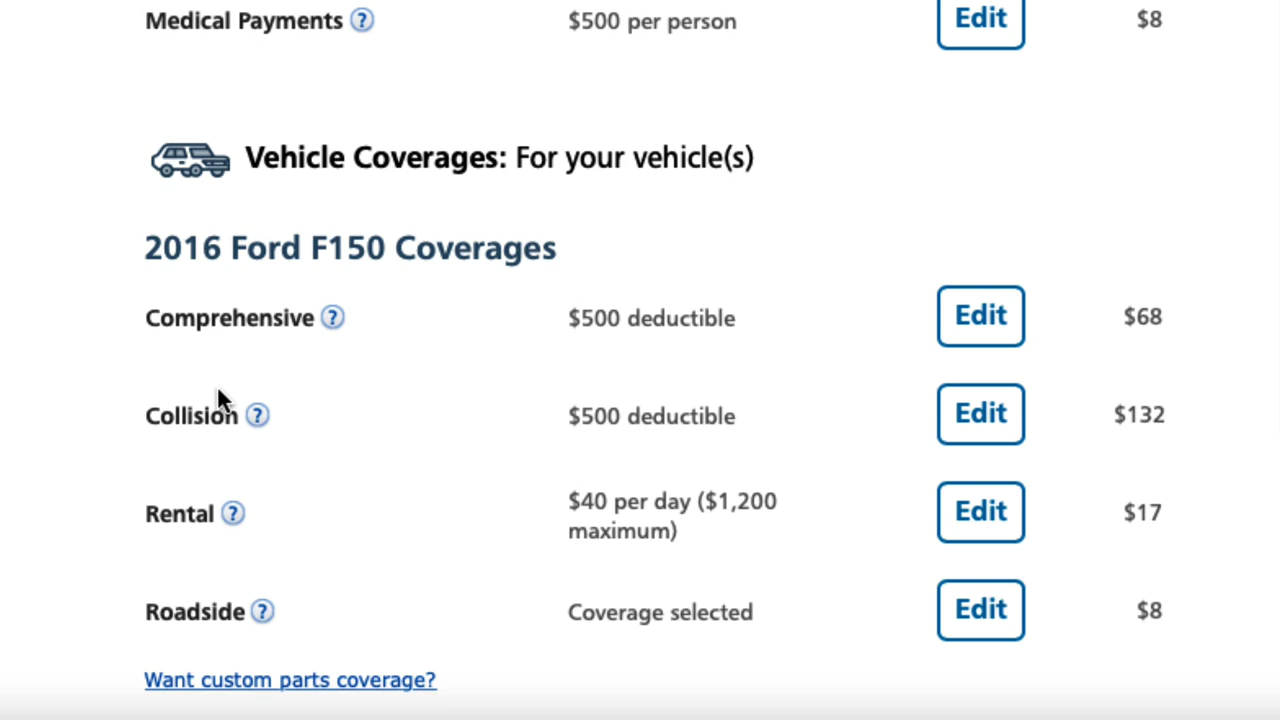 Medical Payments ? $500 per person Edit $8
Vehicle Coverages: For your vehicle(s)
2016 Ford F150 Coverages
Comprehensive ? $500 deductible Edit $68
Collision ? $500 deductible Edit $132
Rental ? $40 per day ($1,200 maximum) Edit $17
Roadside ? Coverage selected Edit $8
Want custom parts coverage?